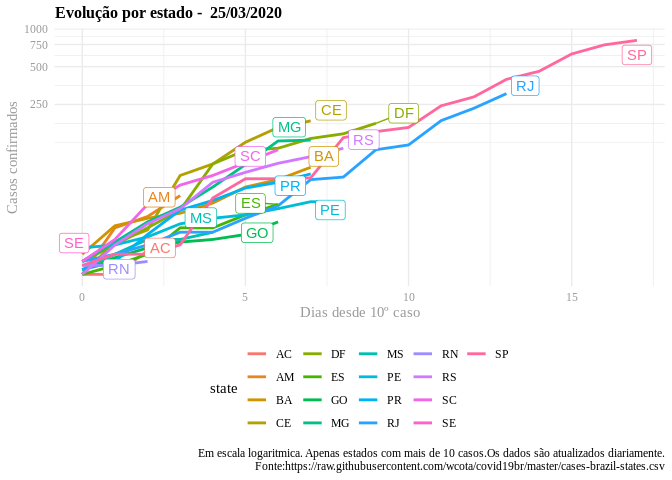 Evolução por estado -  25/03/2020
Casos confirmados
1000
750
500
250
SP
RJ
DF
CE
MG
RS
SC
BA
PR
AM
ES
PE
MS
GO
SE
AC
RN
0
5
10
15
Dias desde 10º caso
state
AC
DF
MS
RN
SP
AM
ES
PE
RS
BA
GO
PR
SC
CE
MG
RJ
SE
Em escala logaritmica. Apenas estados com mais de 10 casos.Os dados são atualizados diariamente.
Fonte:https://raw.githubusercontent.com/wcota/covid19br/master/cases-brazil-states.csv